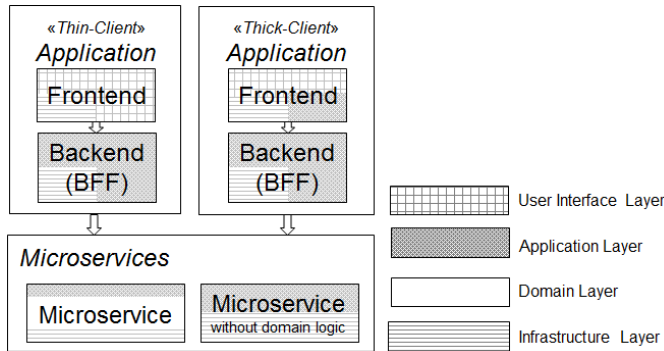 «Thin-Client»
Application
Frontend
Backend
(BFF)
«Thick-Client»
Application
Frontend
Backend
(BFF)
Microservices
Microservice
Microservice
without domain logic
User Interface Layer
Application Layer
Domain Layer
Infrastructure Layer